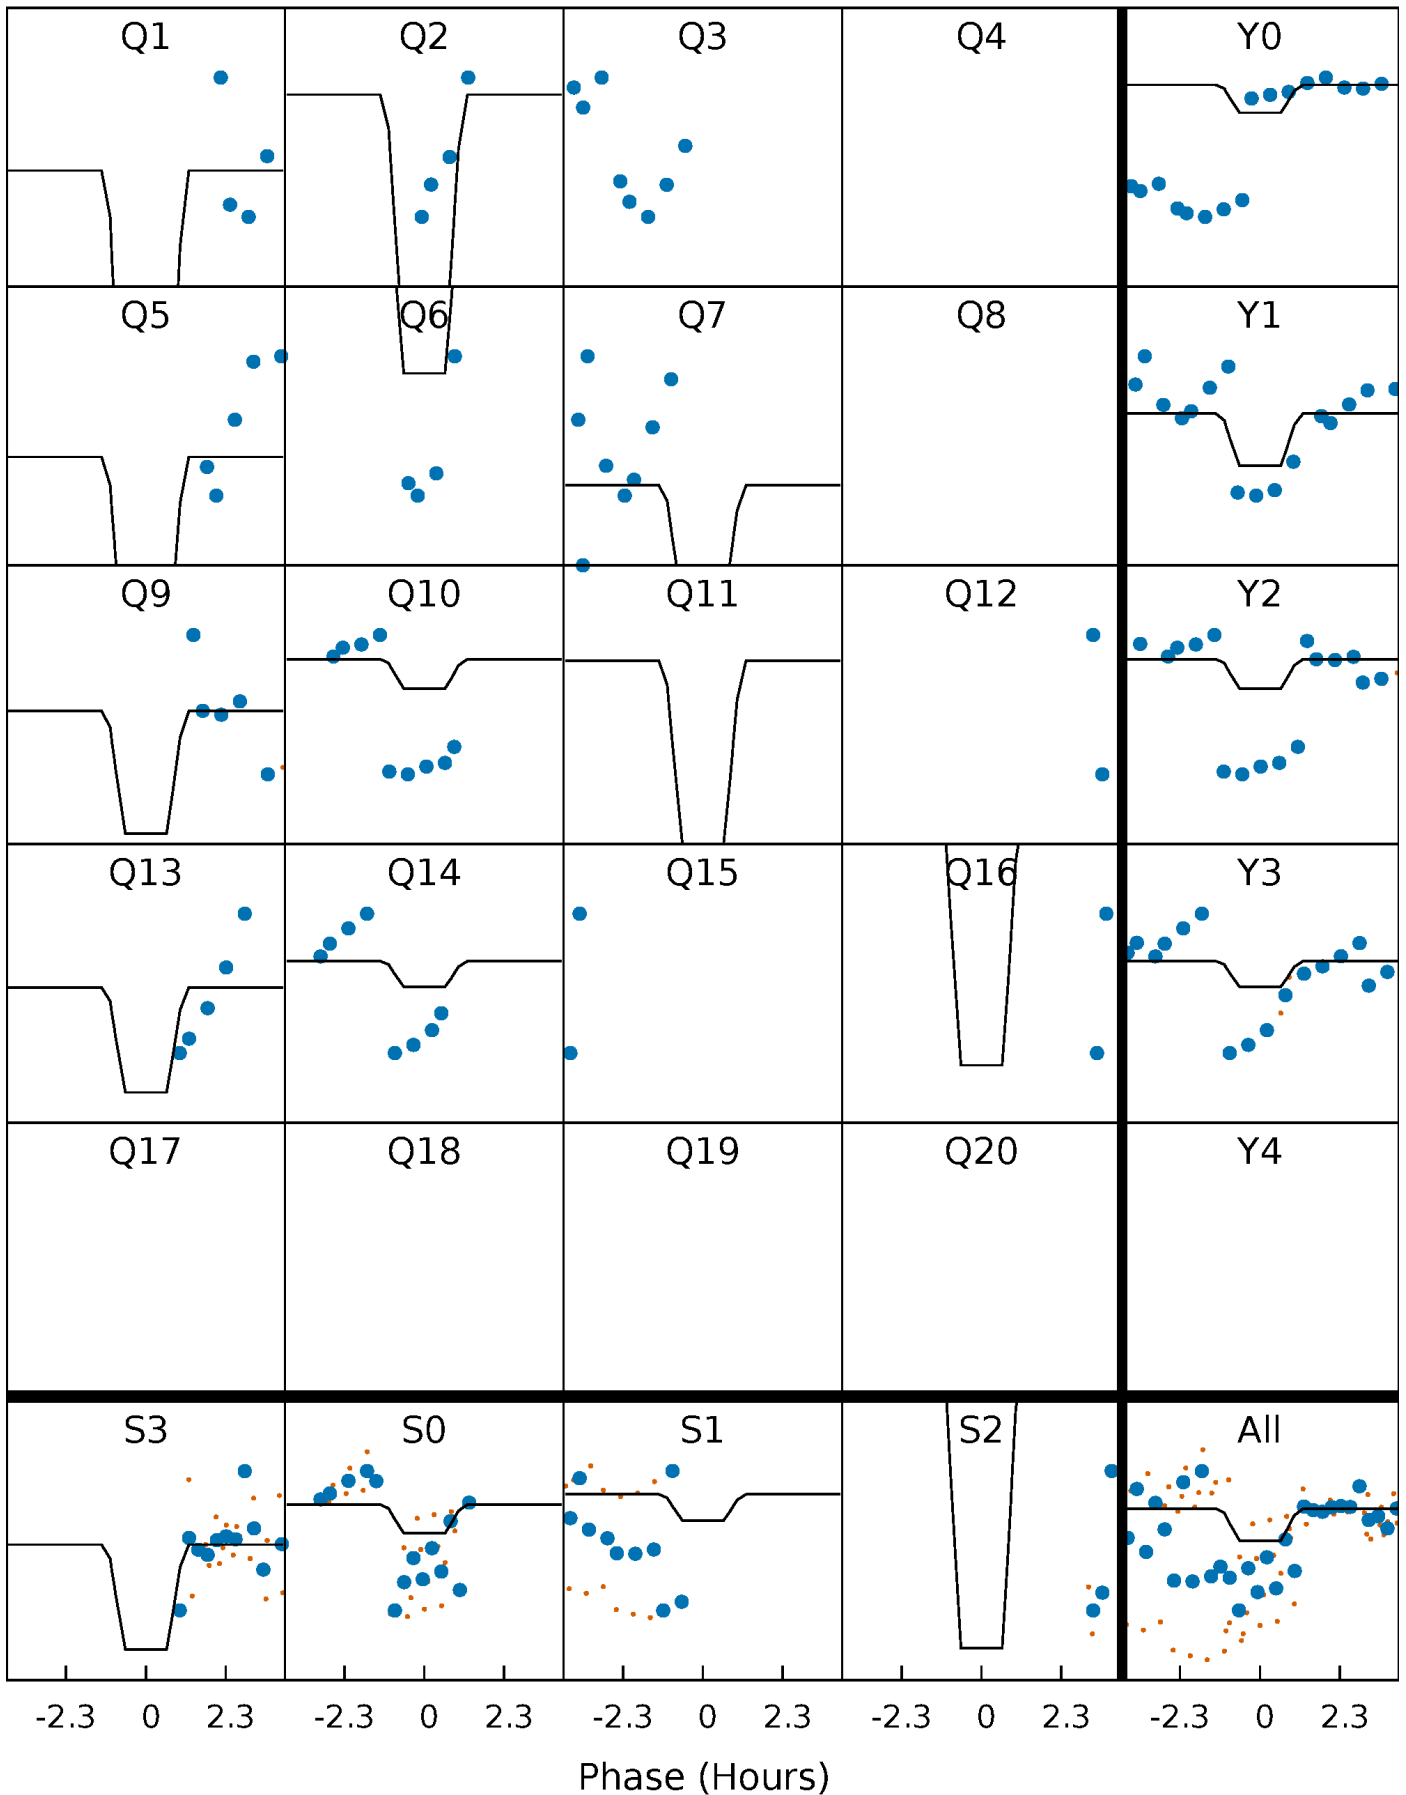 Q1 Q2 Q3 Q4 Y0
Q5 Q6 Q7 Q8 Y1
Q9 Q10 Q11 Q12 Y2
Q13 Q14 Q15 Q16 Y3
Q17 Q18 Q19 Q20 Y4
S3 S0 S1 S2 All
-2.3 0 2.3 -2.3 0 2.3 -2.3 0 2.3 -2.3 0 2.3 -2.3 0 2.3
Phase (Hours)